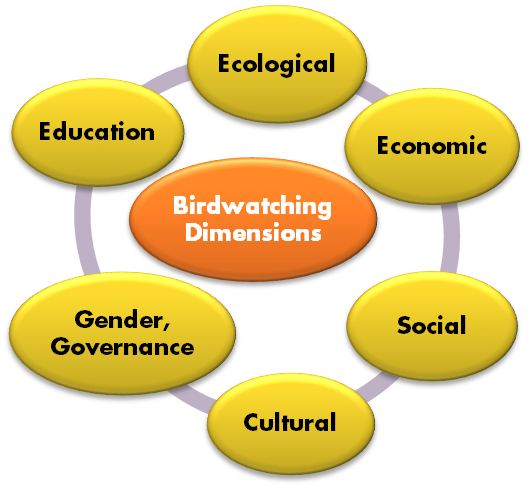 Ecological
Education
Economic
Birdwatching
Dimensions
Gender,
Governance
Social
Cultural